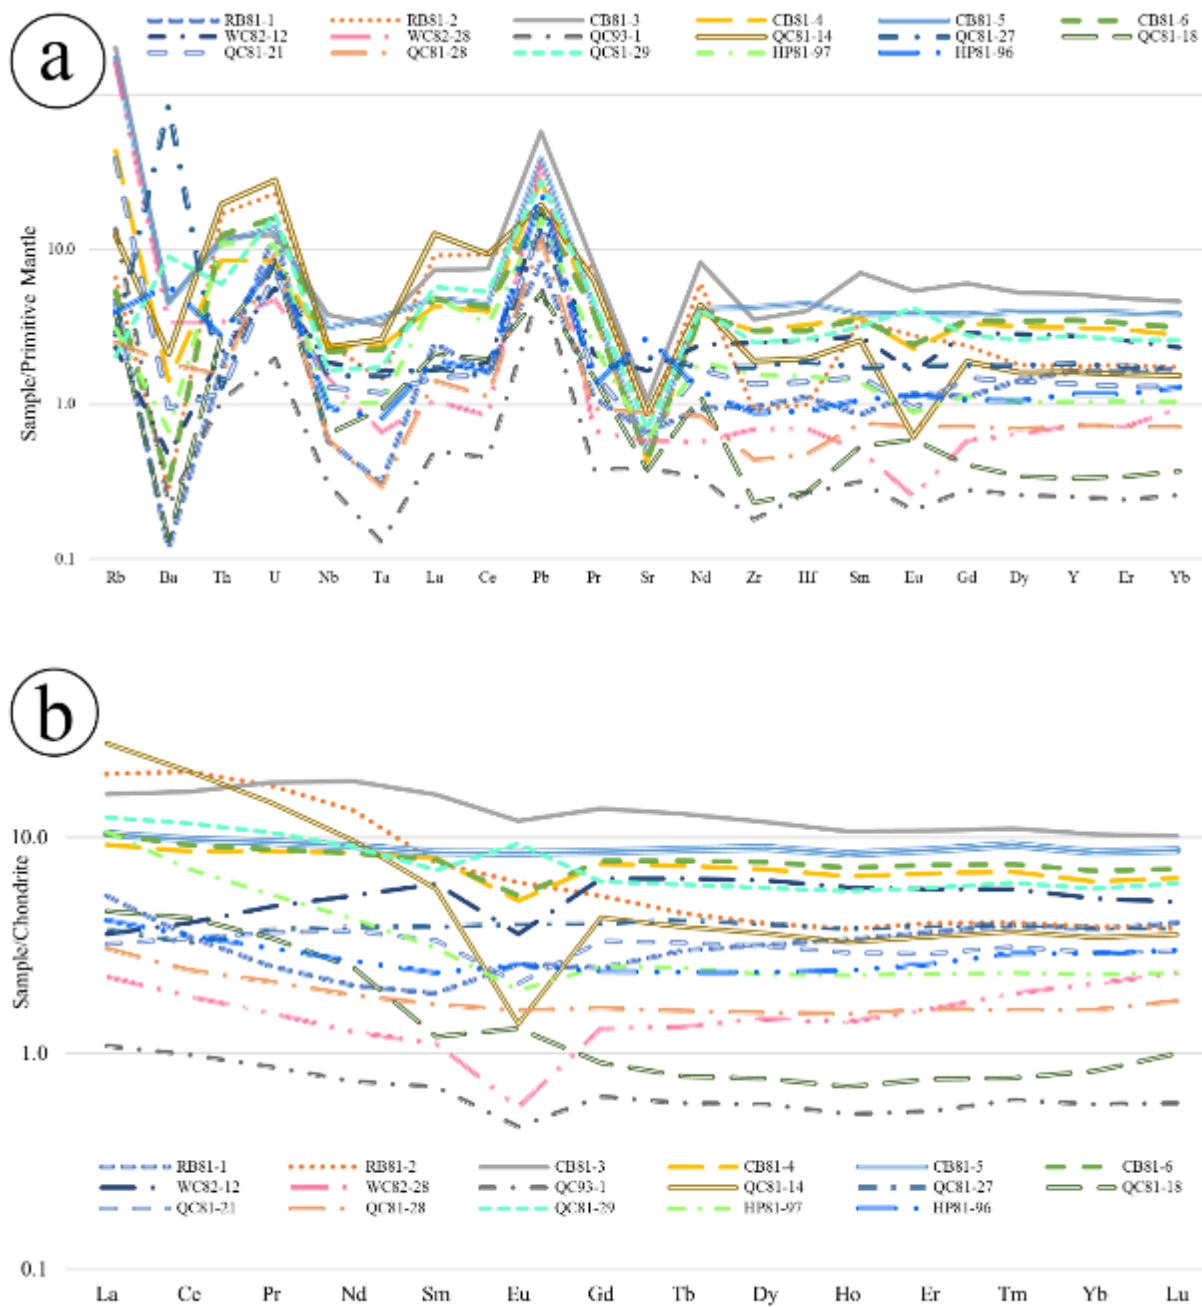 a
RB81-1 RB81-2 CB81-3 CB81-4 CB81-5 CB81-6
WC82-12 WC82-28 QC93-1 QC81-14 QC81-27 QC81-18
QC81-21 QC81-28 QC81-29 HP81-97 HP81-96
Sample/Primitive Mantle
10.0
1.0
0.1
Rb Ba Th U Nb Ta La Ce Pb Pr Sr Nd Zr Hf Sm Eu Gd Dy Y Er Yb
b
Sample/Chondrite
10.0
1.0
RB81-1 RB81-2 CB81-3 CB81-4 CB81-5 CB81-6
WC82-12 WC82-28 QC93-1 QC81-14 QC81-27 QC81-18
QC81-21 QC81-28 QC81-29 HP81-97 HP81-96
0.1
La Ce Pr Nd Sm Eu Gd Tb Dy Ho Er Tm Yb Lu